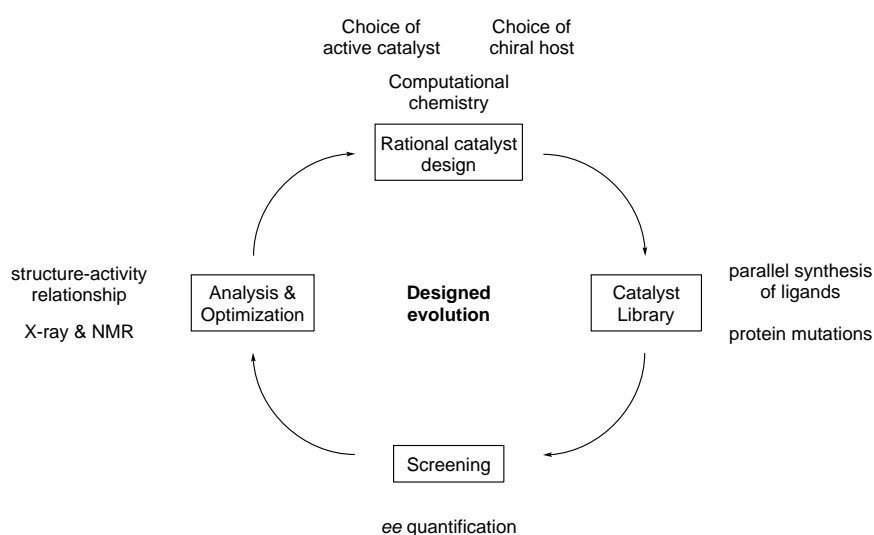 Choice of
active catalyst
Choice of
chiral host
Computational
chemistry
Rational catalyst
design
structure-activity
relationship
X-ray & NMR
Analysis &
Optimization
Designed
evolution
Catalyst
Library
parallel synthesis
of ligands
protein mutations
Screening
ee quantification